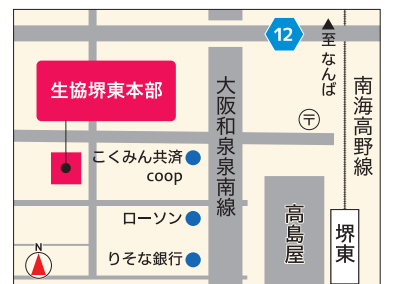 12
▲至 なんば
生協堺東本部
大阪和泉泉南線
南海高野線
〒
こくみん共済
coop
ローソン
高島屋
堺東
りそな銀行
N